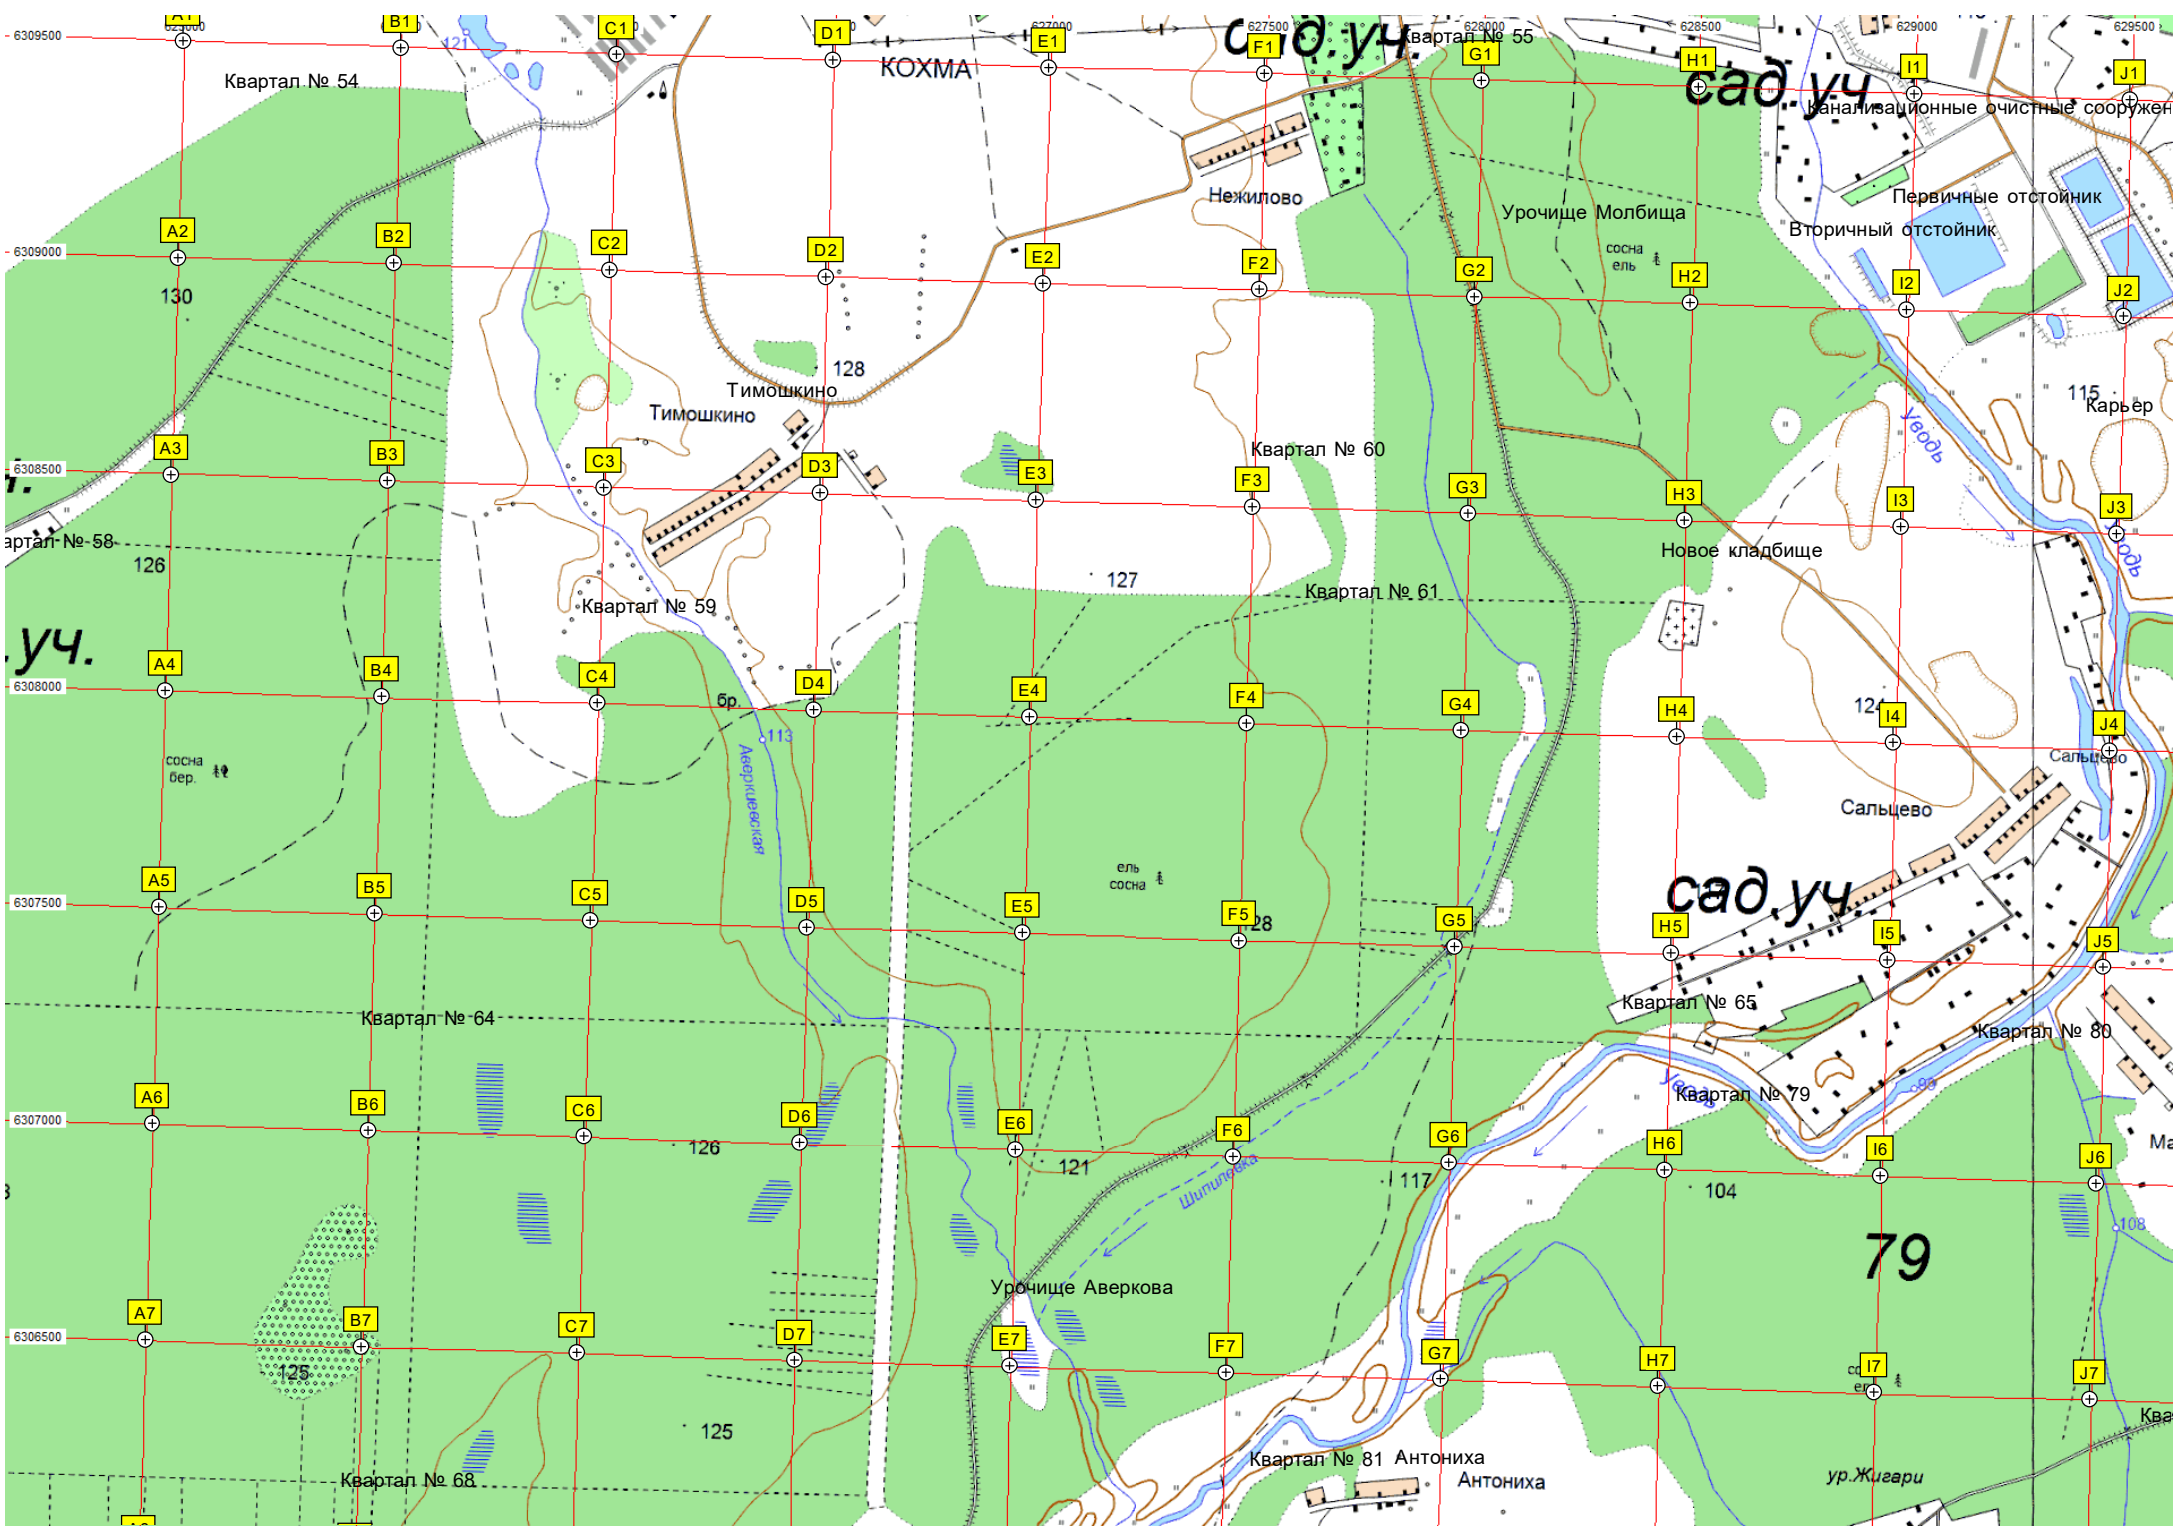 A1
B1
C1
D1
E1
F1
G1
H1
I1
J1
625000
627000
627500
628000
628500
629000
629500
6309500
121
КОХМА
сад.уч.
Квартал № 55
сад.уч
Квартал № 54
Канализационные очистные сооружен
Нежилово
Урочище Молбища
Первичные отстойник
Вторичный отстойник
сосна
ель
A2
B2
C2
D2
E2
F2
G2
H2
I2
J2
6309000
130
128
Тимошкино
Тимошкино
115
Карьер
Уводь
Квартал № 60
A3
B3
C3
D3
E3
F3
G3
H3
I3
J3
6308500
артал № 58
126
Новое кладбище
127
Квартал № 61
Квартал № 59
.уч.
A4
B4
C4
D4
E4
F4
G4
H4
I4
J4
6308000
бр.
113
124
Сальцево
сосна
бер.
Аверкиевская
Сальцево
ель
сосна
сад.уч.
A5
B5
C5
D5
E5
F5
G5
H5
I5
J5
6307500
128
Квартал № 64
Квартал № 65
Квартал № 80
Уводь
Квартал № 79
99
A6
B6
C6
D6
E6
F6
G6
H6
I6
J6
6307000
126
121
Шипиловка
117
104
Ма
108
79
Урочище Аверкова
A7
B7
C7
D7
E7
F7
G7
H7
I7
J7
6306500
125
125
Ква
Квартал № 81
Антониха
Антониха
Квартал № 68
ур.Жигари